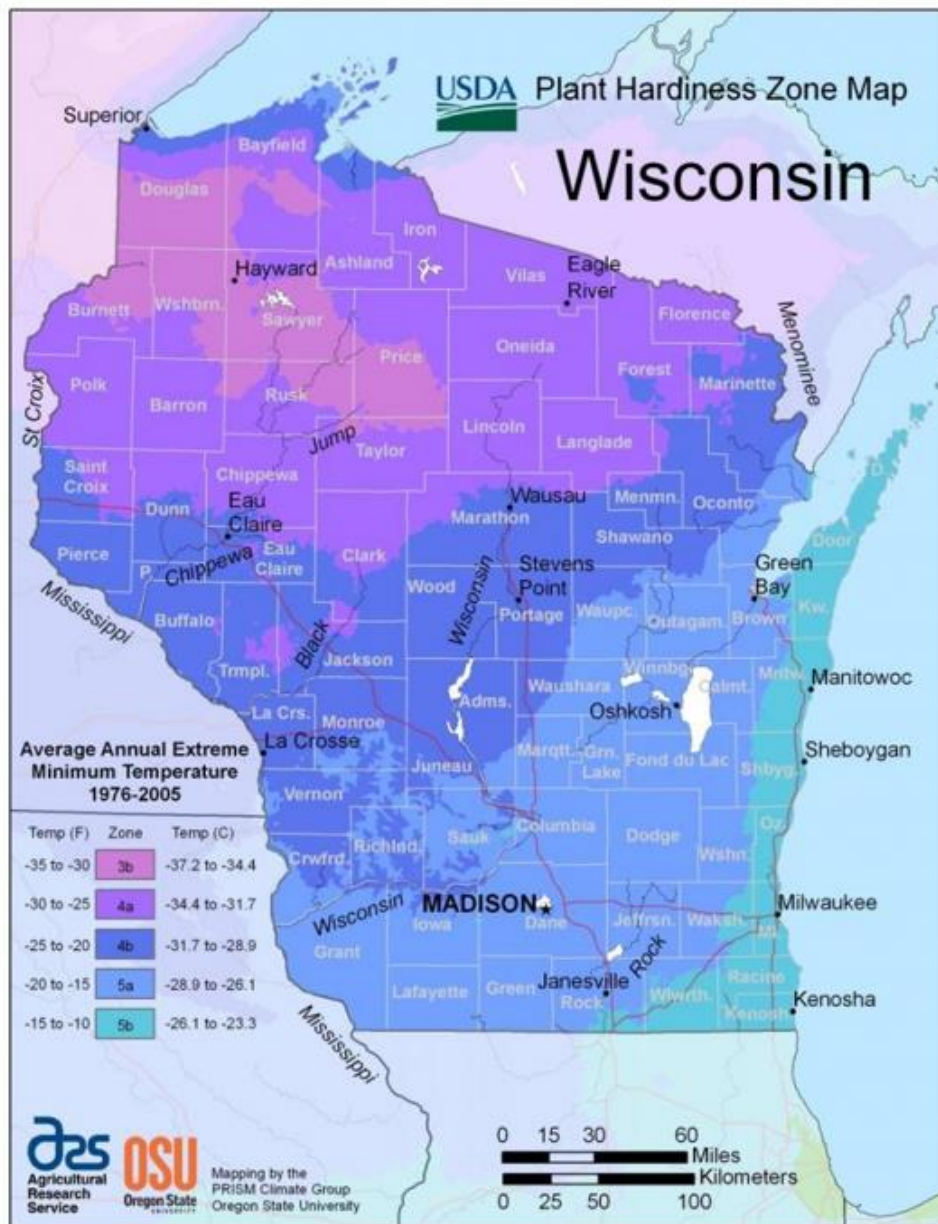 USDA Plant Hardiness Zone Map
Wisconsin
Superior
Bayfield
Douglas
Iron
Ashland
Hayward
Vilas
Eagle
River
Burnett
Wshbrn.
Sawyer
Florence
Menominee
Oneida
Price
Forest
Marinette
Polk
St Croix
Barron
Rusk
Jump
Lincoln
Langlade
Taylor
Saint
Croix
Chippewa
Dunn
Eau
Claire
Wausau
Marathon
Menmn.
Oconto
D.
Door
Shawano
Pierce
P.
Chippewa
Eau
Claire
Clark
Green
Bay
Mississippi
Wood
Wisconsin
Stevens
Point
Portage
Waupc.
Outagam.
Brown
Kw.
Buffalo
Trmpl.
Black
Jackson
Adms.
Waushara
Winnbg.
Calmt.
Mntw.
Manitowoc
Oshkosh
La Crs.
Monroe
La Crosse
Juneau
Marqtt.
Grn.
Lake
Fond du Lac
Shbyg.
Sheboygan
Average Annual Extreme
Minimum Temperature
1976-2005
Vernon
Sauk
Columbia
Dodge
Oz.
Wshn.
Temp (F) Zone Temp (C)
-35 to -30 3b -37.2 to -34.4
-30 to -25 4a -34.4 to -31.7
-25 to -20 4b -31.7 to -28.9
-20 to -15 5a -28.9 to -26.1
-15 to -10 5b -26.1 to -23.3
Crwfrd.
Richlnd.
Wisconsin
MADISON
Dane
Iowa
Jeffrsn.
Waksh.
Mil
Milwaukee
Grant
Lafayette
Green
Janesville
Rock
Rock
Wlwrth.
Racine
Kenosh
Kenosha
Mississippi
ars
Agricultural
Research
Service
OSU
Oregon State
UNIVERSITY
Mapping by the
PRISM Climate Group
Oregon State University
0 15 30 60
Miles
Kilometers
0 25 50 100